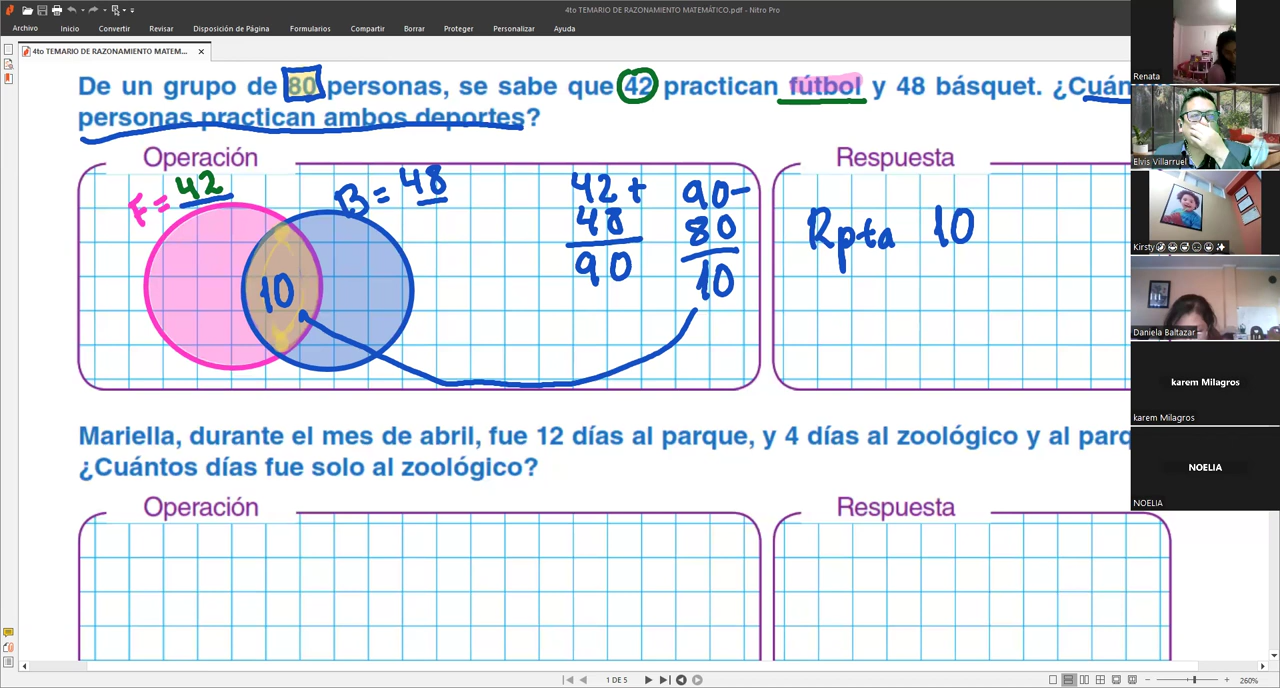 4to TEMARIO DE RAZONAMIENTO MATEMÁTICO.pdf - Nitro Pro
Archivo Inicio Convertir Revisar Disposición de Página Formularios Compartir Borrar Proteger Personalizar Ayuda
4to TEMARIO DE RAZONAMIENTO MATEM...
De un grupo de 80 personas, se sabe que 42 practican fútbol y 48 básquet. ¿Cuán
personas practican ambos deportes?
Operación
F = 42
B = 48
10
42 +
48
90
90 -
80
10
Respuesta
Rpta 10
Mariella, durante el mes de abril, fue 12 días al parque, y 4 días al zoológico y al parq
¿Cuántos días fue solo al zoológico?
Operación
Respuesta
Renata
Elvis Villarruel
Kirsty
Daniela Baltazar
karem Milagros
karem Milagros
NOELIA
NOELIA
1 DE 5
260%